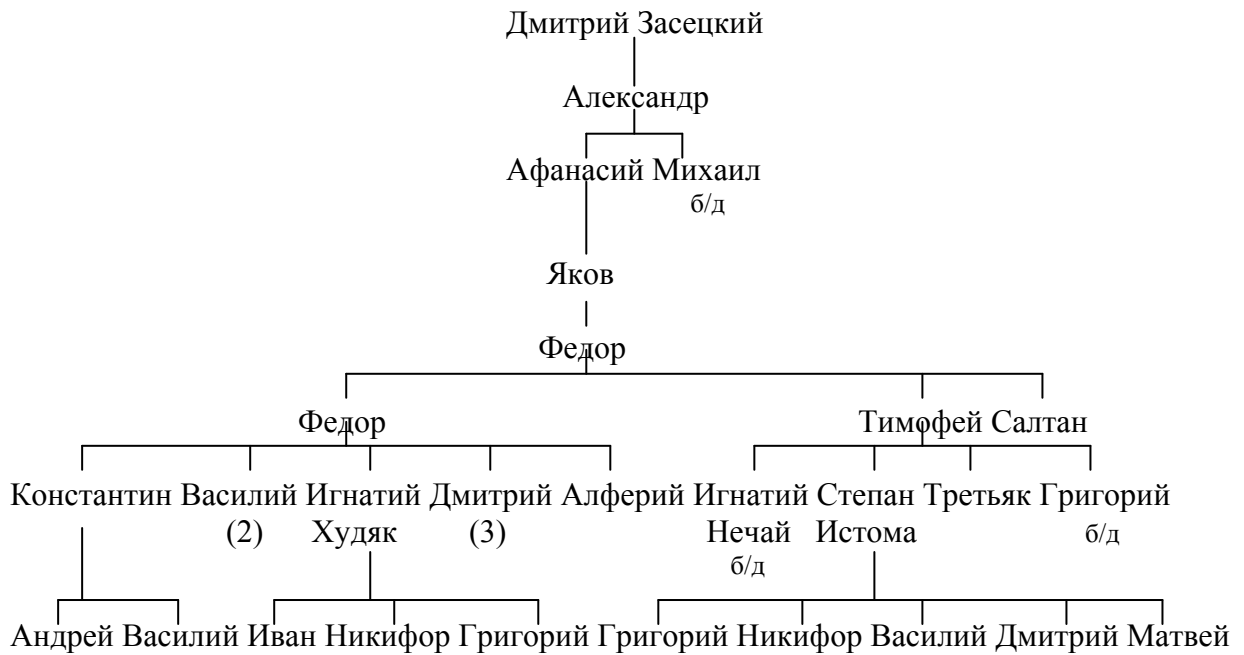 Дмитрий Засецкий
Александр
Афанасий Михаил
б/д
Яков
Федор
Федор Тимофей Салтан
Константин Василий Игнатий Дмитрий Алферий Игнатий Степан Третьяк Григорий
(2) Худяк (3) Нечай Истома б/д
б/д
Андрей Василий Иван Никифор Григорий Григорий Никифор Василий Дмитрий Матвей